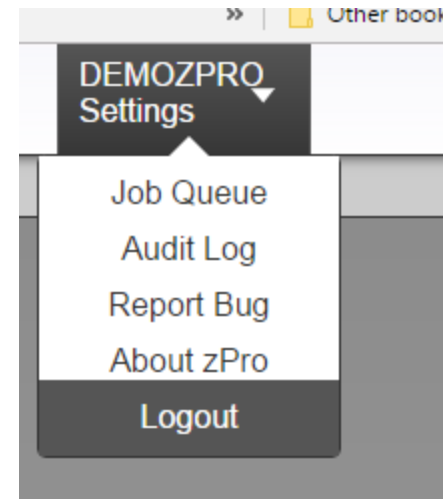 » Other book
DEMOZPRO
Settings
Job Queue
Audit Log
Report Bug
About zPro
Logout